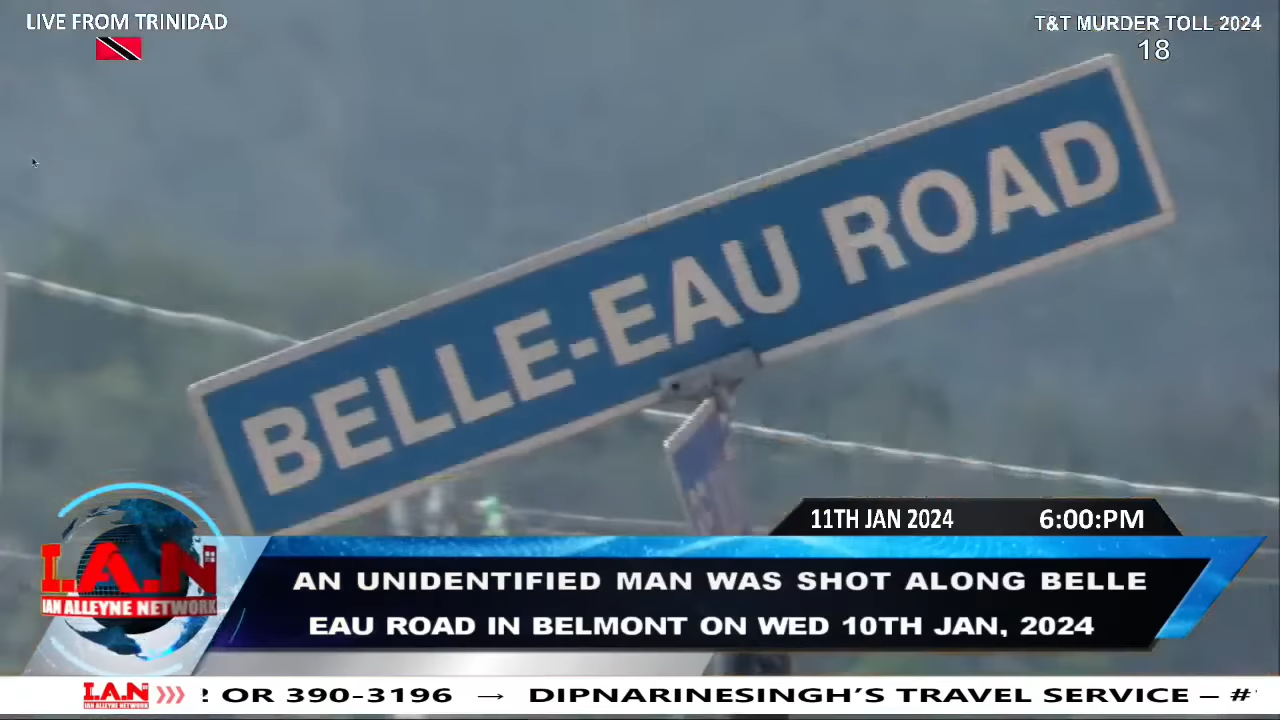 LIVE FROM TRINIDAD
T&T MURDER TOLL 2024
18
BELLE-EAU ROAD
11TH JAN 2024 6:00:PM
AN UNIDENTIFIED MAN WAS SHOT ALONG BELLE
EAU ROAD IN BELMONT ON WED 10TH JAN, 2024
I.A.N
IAN ALLEYNE NETWORK
I.A.N
IAN ALLEYNE NETWORK
OR 390-3196 → DIPNARINESINGH'S TRAVEL SERVICE – #